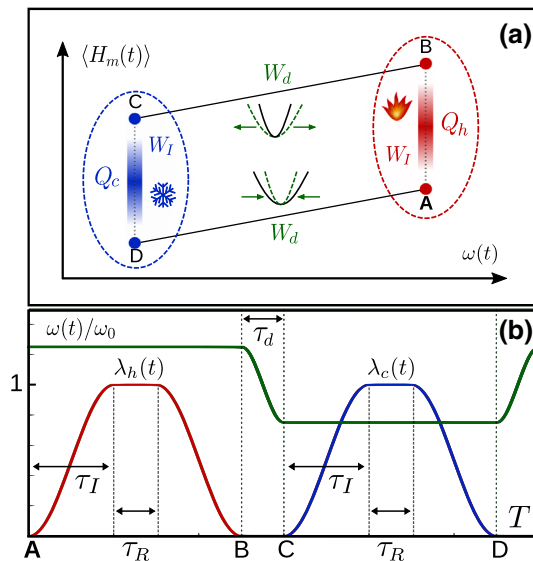 (a)
⟨H_m(t)⟩
B
W_d
C
W_I
Q_h
Q_c
W_I
A
D
W_d
ω(t)
(b)
ω(t)/ω_0
τ_d
1
λ_h(t)
λ_c(t)
τ_I
τ_I
T
A
τ_R
B
C
τ_R
D